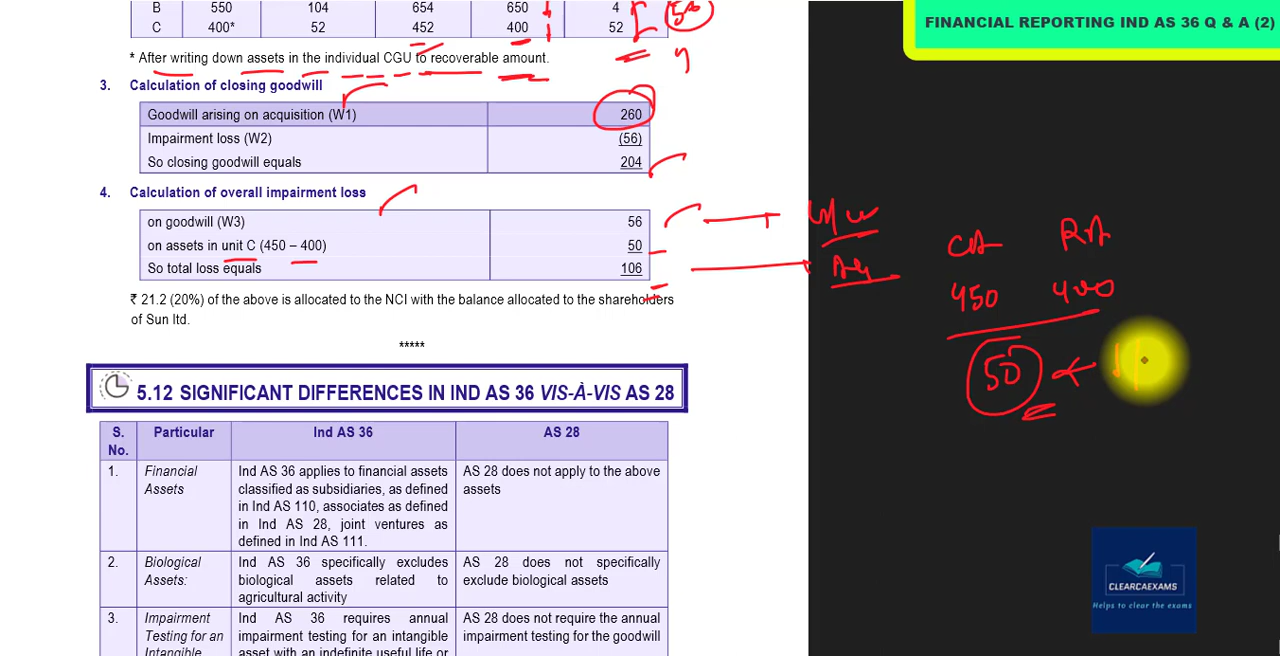 FINANCIAL REPORTING IND AS 36 Q & A (2)
B 550 104 654 650 4
C 400* 52 452 400 52
* After writing down assets in the individual CGU to recoverable amount.
3. Calculation of closing goodwill
Goodwill arising on acquisition (W1) 260
Impairment loss (W2) (56)
So closing goodwill equals 204
4. Calculation of overall impairment loss
on goodwill (W3) 56
on assets in unit C (450 – 400) 50
So total loss equals 106
₹ 21.2 (20%) of the above is allocated to the NCI with the balance allocated to the shareholders
of Sun ltd.
*****
CA RA
450 400
50
5.12 SIGNIFICANT DIFFERENCES IN IND AS 36 VIS-À-VIS AS 28
S. No. Particular Ind AS 36 AS 28
1. Financial Assets
Ind AS 36 applies to financial assets
classified as subsidiaries, as defined
in Ind AS 110, associates as defined
in Ind AS 28, joint ventures as
defined in Ind AS 111.
AS 28 does not apply to the above
assets
2. Biological Assets:
Ind AS 36 specifically excludes
biological assets related to
agricultural activity
AS 28 does not specifically
exclude biological assets
3. Impairment Testing for an Intangible
Ind AS 36 requires annual
impairment testing for an intangible
asset with an indefinite useful life or
AS 28 does not require the annual
impairment testing for the goodwill
CLEARCAEXAMS
Helps to clear the exams